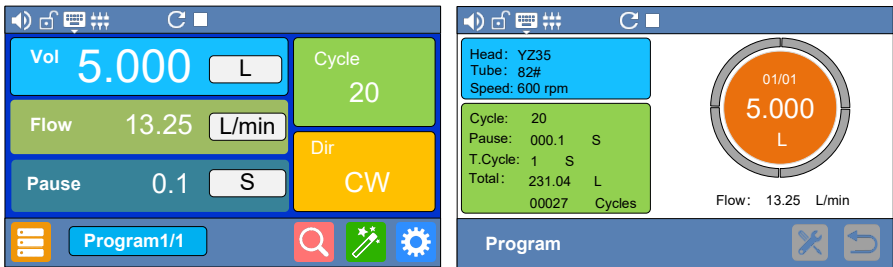 Vol 5.000 L
Cycle
20
Flow 13.25 L/min
Dir
CW
Pause 0.1 S
Program1/1
Head: YZ35
Tube: 82#
Speed: 600 rpm
Cycle: 20
Pause: 000.1 S
T.Cycle: 1 S
Total: 231.04 L
00027 Cycles
01/01
5.000
L
Flow: 13.25 L/min
Program